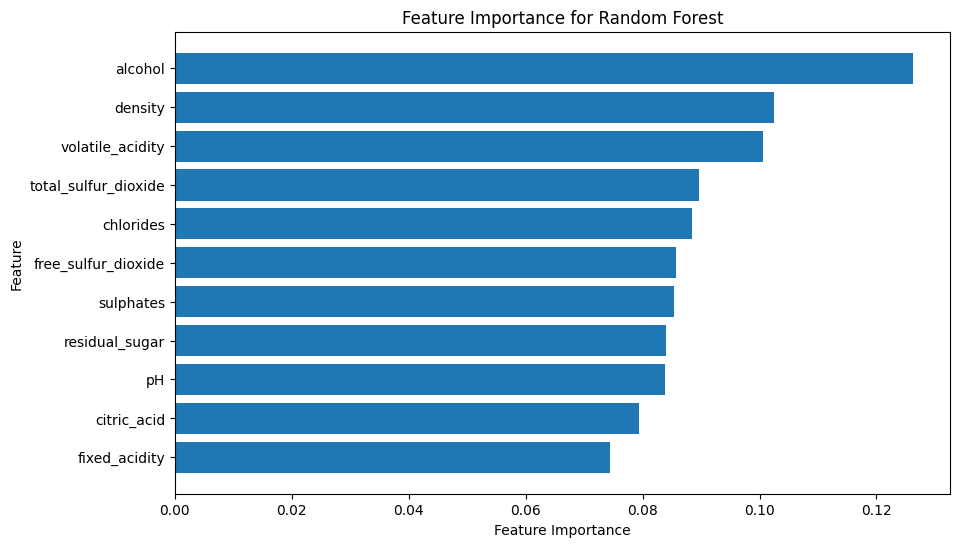 Feature Importance for Random Forest
alcohol
density
volatile_acidity
total_sulfur_dioxide
chlorides
free_sulfur_dioxide
sulphates
residual_sugar
pH
citric_acid
fixed_acidity
Feature
0.00 0.02 0.04 0.06 0.08 0.10 0.12
Feature Importance